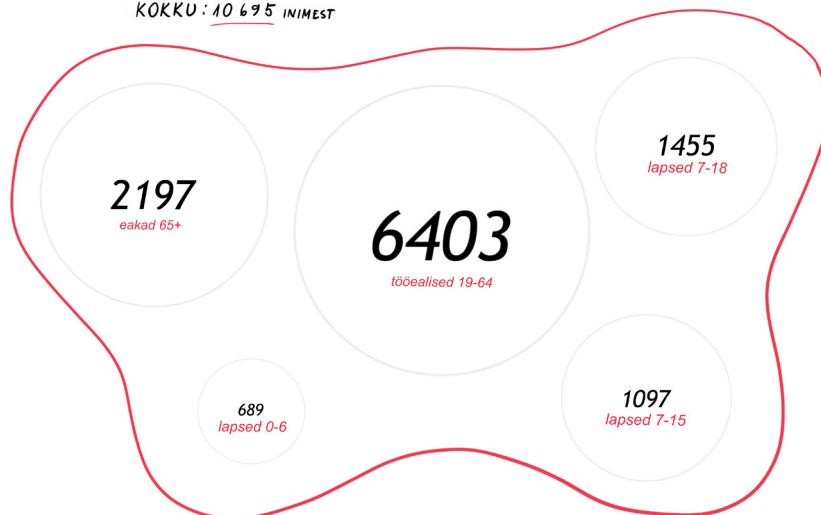 KOKKU: 10 695 INIMEST
2197
eakad 65+
6403
tööealised 19-64
1455
lapsed 7-18
689
lapsed 0-6
1097
lapsed 7-15